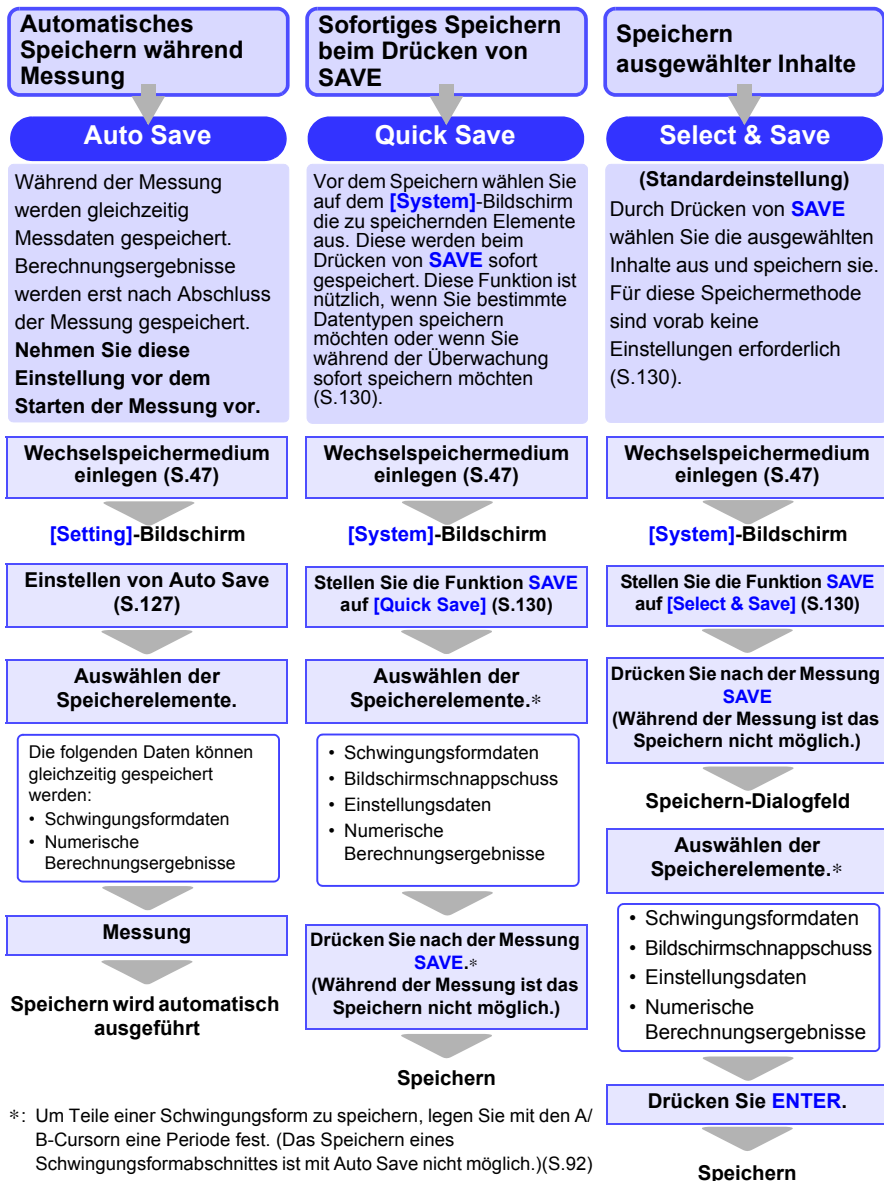 Automatisches
Speichern während
Messung
Auto Save
Während der Messung
werden gleichzeitig
Messdaten gespeichert.
Berechnungsergebnisse
werden erst nach Abschluss
der Messung gespeichert.
Nehmen Sie diese
Einstellung vor dem
Starten der Messung vor.
Wechselspeichermedium
einlegen (S.47)
[Setting]-Bildschirm
Einstellen von Auto Save
(S.127)
Auswählen der
Speicherelemente.
Die folgenden Daten können
gleichzeitig gespeichert
werden:
• Schwingungsformdaten
• Numerische
Berechnungsergebnisse
Messung
Speichern wird automatisch
ausgeführt
Sofortiges Speichern
beim Drücken von
SAVE
Quick Save
Vor dem Speichern wählen Sie
auf dem [System]-Bildschirm
die zu speichernden Elemente
aus. Diese werden beim
Drücken von SAVE sofort
gespeichert. Diese Funktion ist
nützlich, wenn Sie bestimmte
Datentypen speichern
möchten oder wenn Sie
während der Überwachung
sofort speichern möchten
(S.130).
Wechselspeichermedium
einlegen (S.47)
[System]-Bildschirm
Stellen Sie die Funktion SAVE
auf [Quick Save] (S.130)
Auswählen der
Speicherelemente.*
• Schwingungsformdaten
• Bildschirmschnappschuss
• Einstellungsdaten
• Numerische
Berechnungsergebnisse
Drücken Sie nach der Messung
SAVE.*
(Während der Messung ist das
Speichern nicht möglich.)
Speichern
Speichern
ausgewählter Inhalte
Select & Save
(Standardeinstellung)
Durch Drücken von SAVE
wählen Sie die ausgewählten
Inhalte aus und speichern sie.
Für diese Speichermethode
sind vorab keine
Einstellungen erforderlich
(S.130).
Wechselspeichermedium
einlegen (S.47)
[System]-Bildschirm
Stellen Sie die Funktion SAVE
auf [Select & Save] (S.130)
Drücken Sie nach der Messung
SAVE
(Während der Messung ist das
Speichern nicht möglich.)
Speichern-Dialogfeld
Auswählen der
Speicherelemente.*
• Schwingungsformdaten
• Bildschirmschnappschuss
• Einstellungsdaten
• Numerische
Berechnungsergebnisse
Drücken Sie ENTER.
Speichern
*: Um Teile einer Schwingungsform zu speichern, legen Sie mit den A/
B-Cursorn eine Periode fest. (Das Speichern eines
Schwingungsformabschnittes ist mit Auto Save nicht möglich.)(S.92)